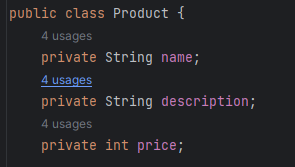 public class Product {
4 usages
private String name;
4 usages
private String description;
4 usages
private int price;